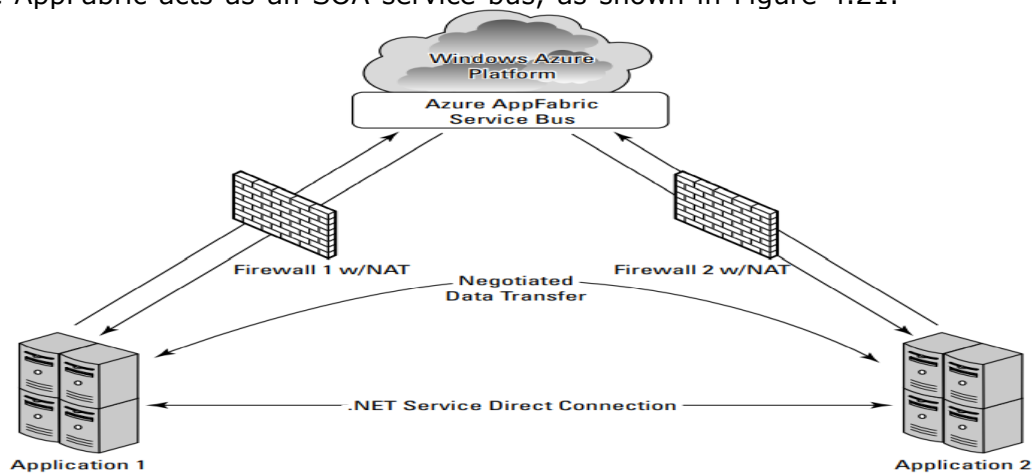 AppFabric acts as an SOA service bus, as shown in Figure 4.21.
Windows Azure
Platform
Azure AppFabric
Service Bus
Firewall 1 w/NAT
Firewall 2 w/NAT
Negotiated
Data Transfer
.NET Service Direct Connection
Application 1
Application 2